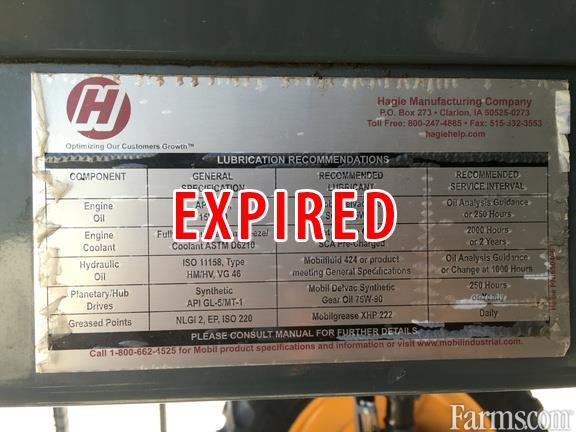 H
Optimizing Our Customers Growth™
Hagie Manufacturing Company
P.O. Box 273 • Clarion, IA 50525-0273
Toll Free: 800-247-4885 • Fax: 515-532-3553
hagiehelp.com
LUBRICATION RECOMMENDATIONS
COMPONENT GENERAL SPECIFICATION RECOMMENDED LUBRICANT RECOMMENDED SERVICE INTERVAL
Engine Oil Oil Analysis Guidance or 250 Hours
Engine Coolant Coolant ASTM D6210 SCA Pre-Charged 2000 Hours or 2 Years
Hydraulic Oil ISO 11158, Type HM/HV, VG 46 Mobilfluid 424 or product meeting General Specifications Oil Analysis Guidance or Change at 1000 Hours
Planetary/Hub Drives Synthetic API GL-5/MT-1 Mobil Delvac Synthetic Gear Oil 75W-90 250 Hours
Greased Points NLGI 2, EP, ISO 220 Mobilgrease XHP 222 Daily
PLEASE CONSULT MANUAL FOR FURTHER DETAILS
Call 1-800-662-4525 for Mobil product specifications and information or visit www.mobilindustrial.com.
EXPIRED
Farms.com